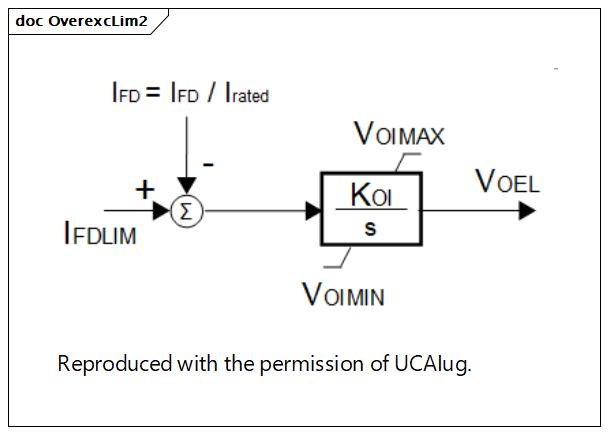 doc OverexcLim2
IFD = IFD / Irated
-
VOIMAX
+
KOI
VOEL
Σ
s
IFDLIM
VOIMIN
Reproduced with the permission of UCAIug.